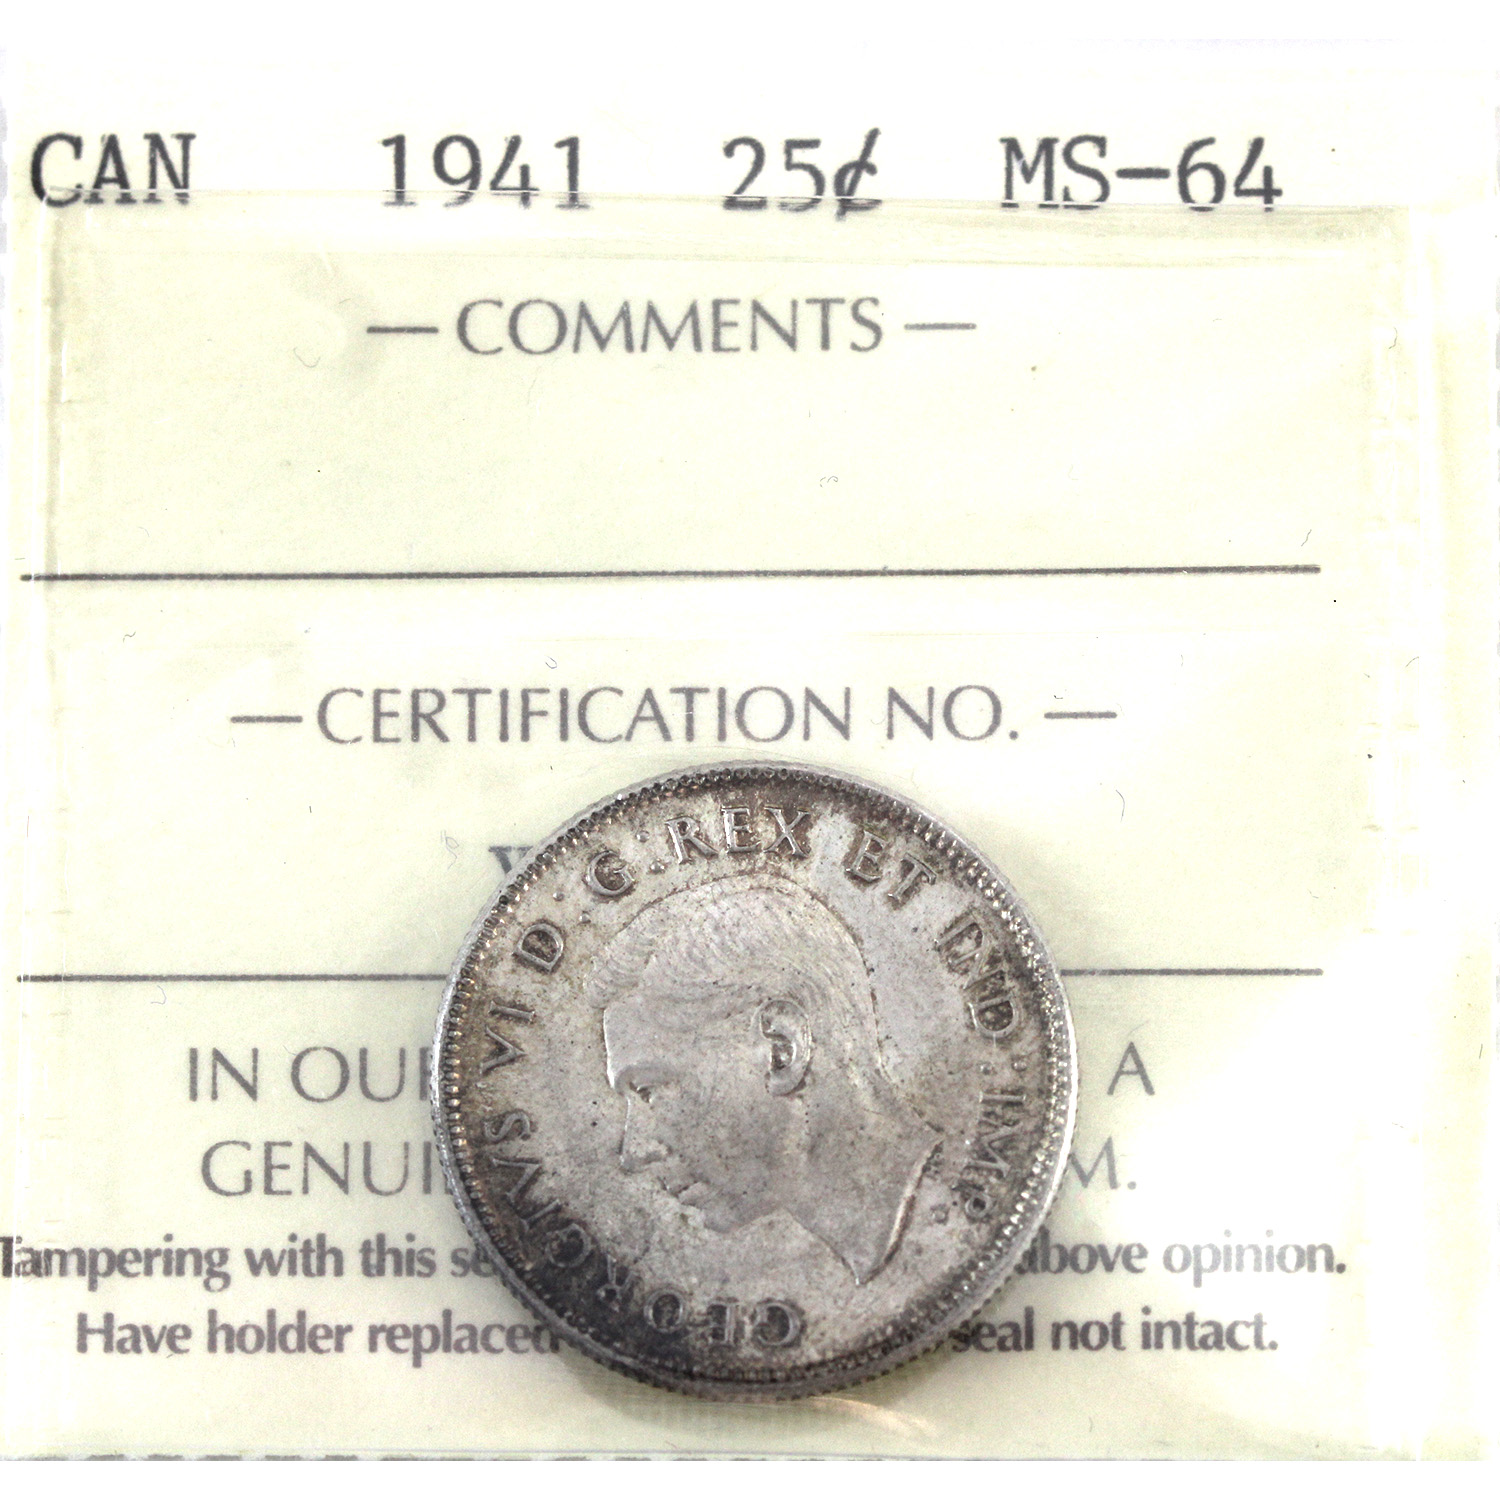 CAN 1941 25¢ MS-64
— COMMENTS —
— CERTIFICATION NO. —
GEORGIVS VI D:G:REX ET IND:IMP:
IN OUR A
GENUI M.
Tampering with this se above opinion.
Have holder replaced seal not intact.